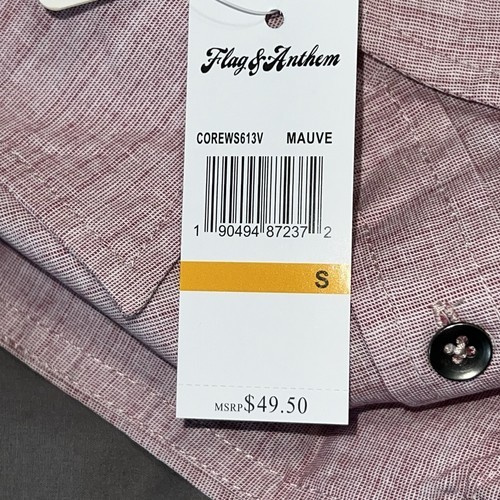 Flag & Anthem
COREWS613V MAUVE
1 90494 87237 2
S
MSRP$49.50